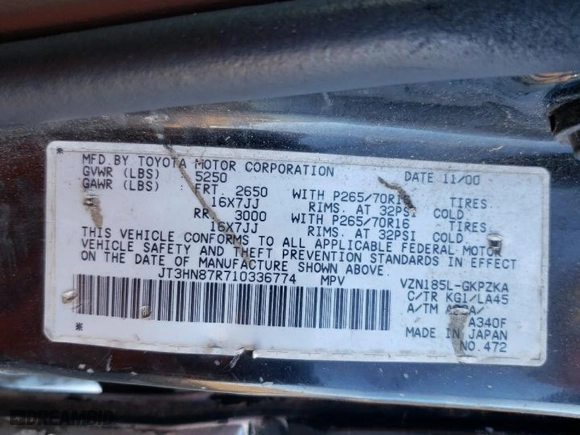 MFD.BY TOYOTA MOTOR CORPORATION DATE 11/00
GVWR (LBS) 5250
GAWR (LBS) FRT. 2650 WITH P265/70R16 TIRES
16X7JJ RIMS. AT 32PSI COLD
RR. 3000 WITH P265/70R16 TIRES
16X7JJ RIMS. AT 32PSI COLD
THIS VEHICLE CONFORMS TO ALL APPLICABLE FEDERAL MOTOR
VEHICLE SAFETY AND THEFT PREVENTION STANDARDS IN EFFECT
ON THE DATE OF MANUFACTURE SHOWN ABOVE.
JT3HN87R710336774 MPV
VZN185L-GKPZKA
C/TR KG1/LA45
A/TM
A340F
MADE IN JAPAN
NO.472